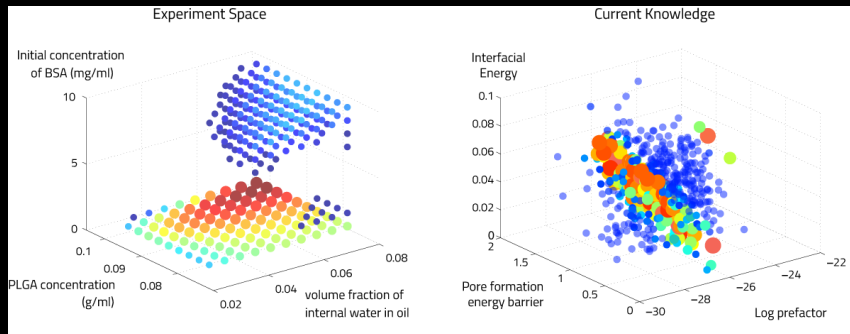 Experiment Space
Initial concentration
of BSA (mg/ml)
10
5
0
0.1
0.09
0.08
PLGA concentration
(g/ml)
0.02
0.04
0.06
0.08
volume fraction of
internal water in oil
Current Knowledge
Interfacial
Energy
0.1
0.08
0.06
0.04
0.02
0
2
1.5
1
0.5
0
Pore formation
energy barrier
−30
−28
−26
−24
−22
Log prefactor